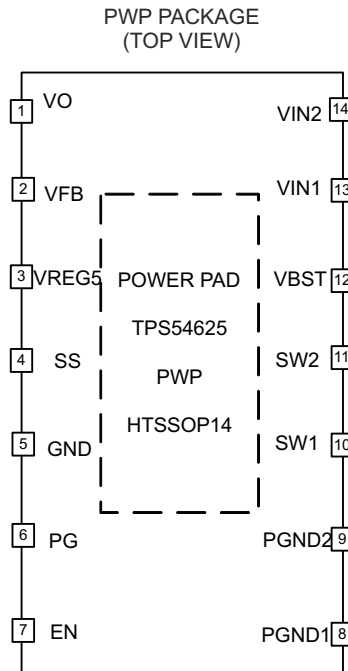 PWP PACKAGE
(TOP VIEW)
1 VO
VIN2 14
2 VFB
VIN1 13
3 VREG5
POWER PAD
VBST 12
TPS54625
4 SS
SW2 11
PWP
HTSSOP14
5 GND
SW1 10
6 PG
PGND2 9
7 EN
PGND1 8